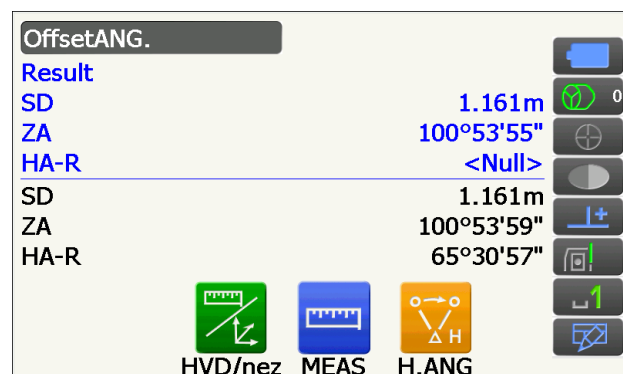 OffsetANG.
Result
SD 1.161m
ZA 100°53'55"
HA-R <Null>
SD 1.161m
ZA 100°53'59"
HA-R 65°30'57"
0
1
H
HVD/nez MEAS H.ANG